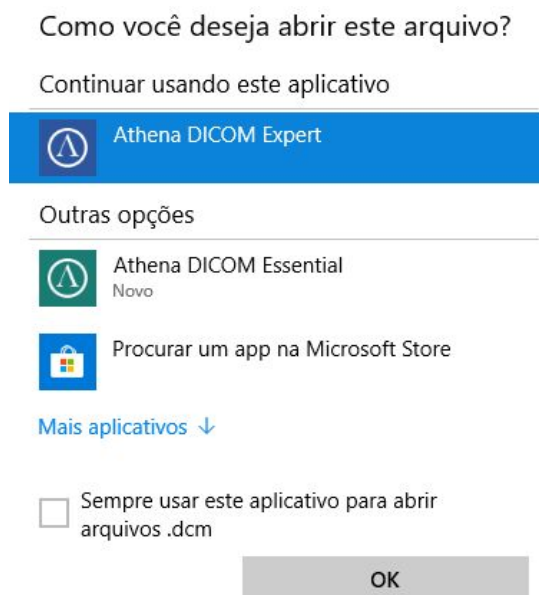 Como você deseja abrir este arquivo?
Continuar usando este aplicativo
Athena DICOM Expert
Outras opções
Athena DICOM Essential
Novo
Procurar um app na Microsoft Store
Mais aplicativos ↓
Sempre usar este aplicativo para abrir
arquivos .dcm
OK